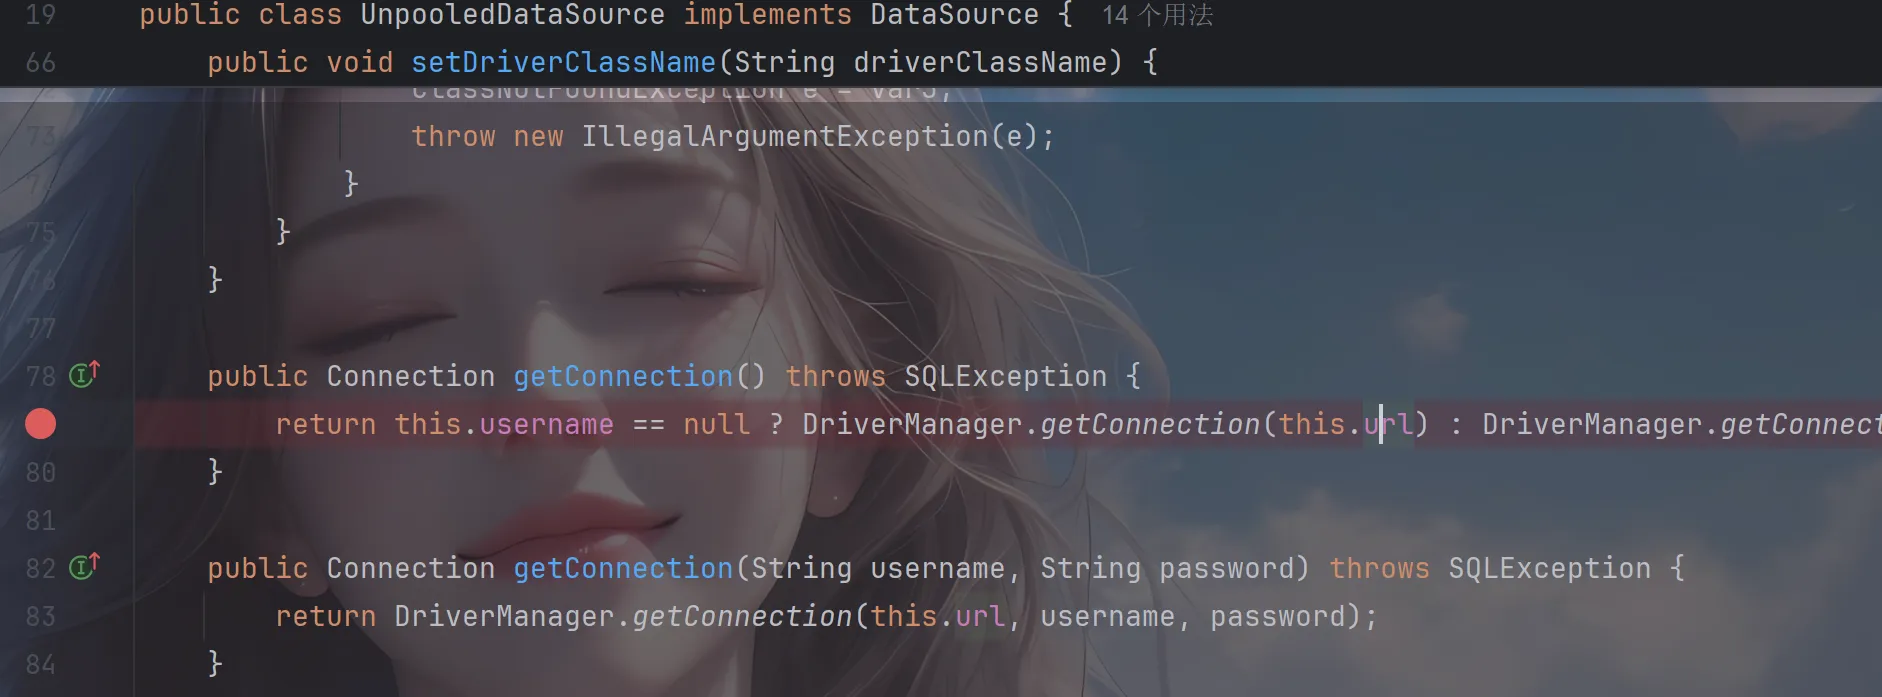 19 public class UnpooledDataSource implements DataSource { 14 个用法
66 public void setDriverClassName(String driverClassName) {
ClassNotFoundException e = var3;
73 throw new IllegalArgumentException(e);
74 }
75 }
76 }
77
78 public Connection getConnection() throws SQLException {
return this.username == null ? DriverManager.getConnection(this.url) : DriverManager.getConnect
80 }
81
82 public Connection getConnection(String username, String password) throws SQLException {
83 return DriverManager.getConnection(this.url, username, password);
84 }